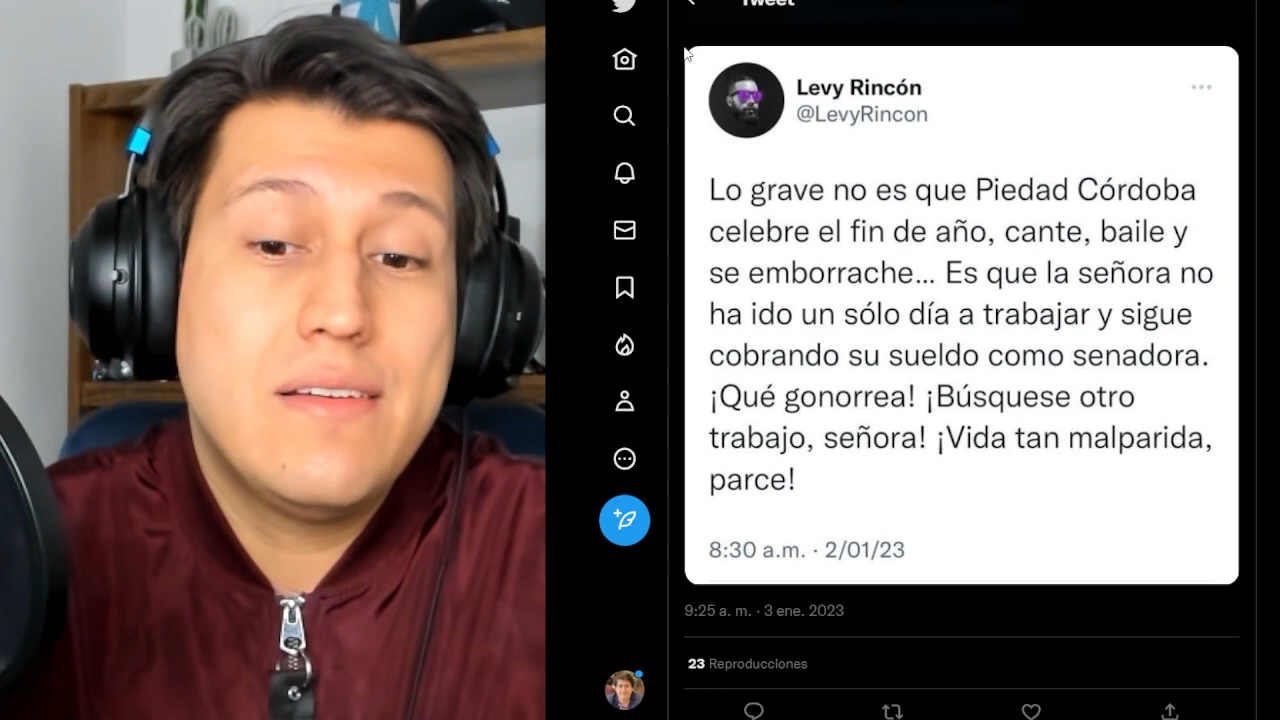 Tweet
Levy Rincón
@LevyRincon
Lo grave no es que Piedad Córdoba
celebre el fin de año, cante, baile y
se emborrache... Es que la señora no
ha ido un sólo día a trabajar y sigue
cobrando su sueldo como senadora.
¡Qué gonorrea! ¡Búsquese otro
trabajo, señora! ¡Vida tan malparida,
parce!
8:30 a.m. · 2/01/23
9:25 a. m. · 3 ene. 2023
23 Reproducciones